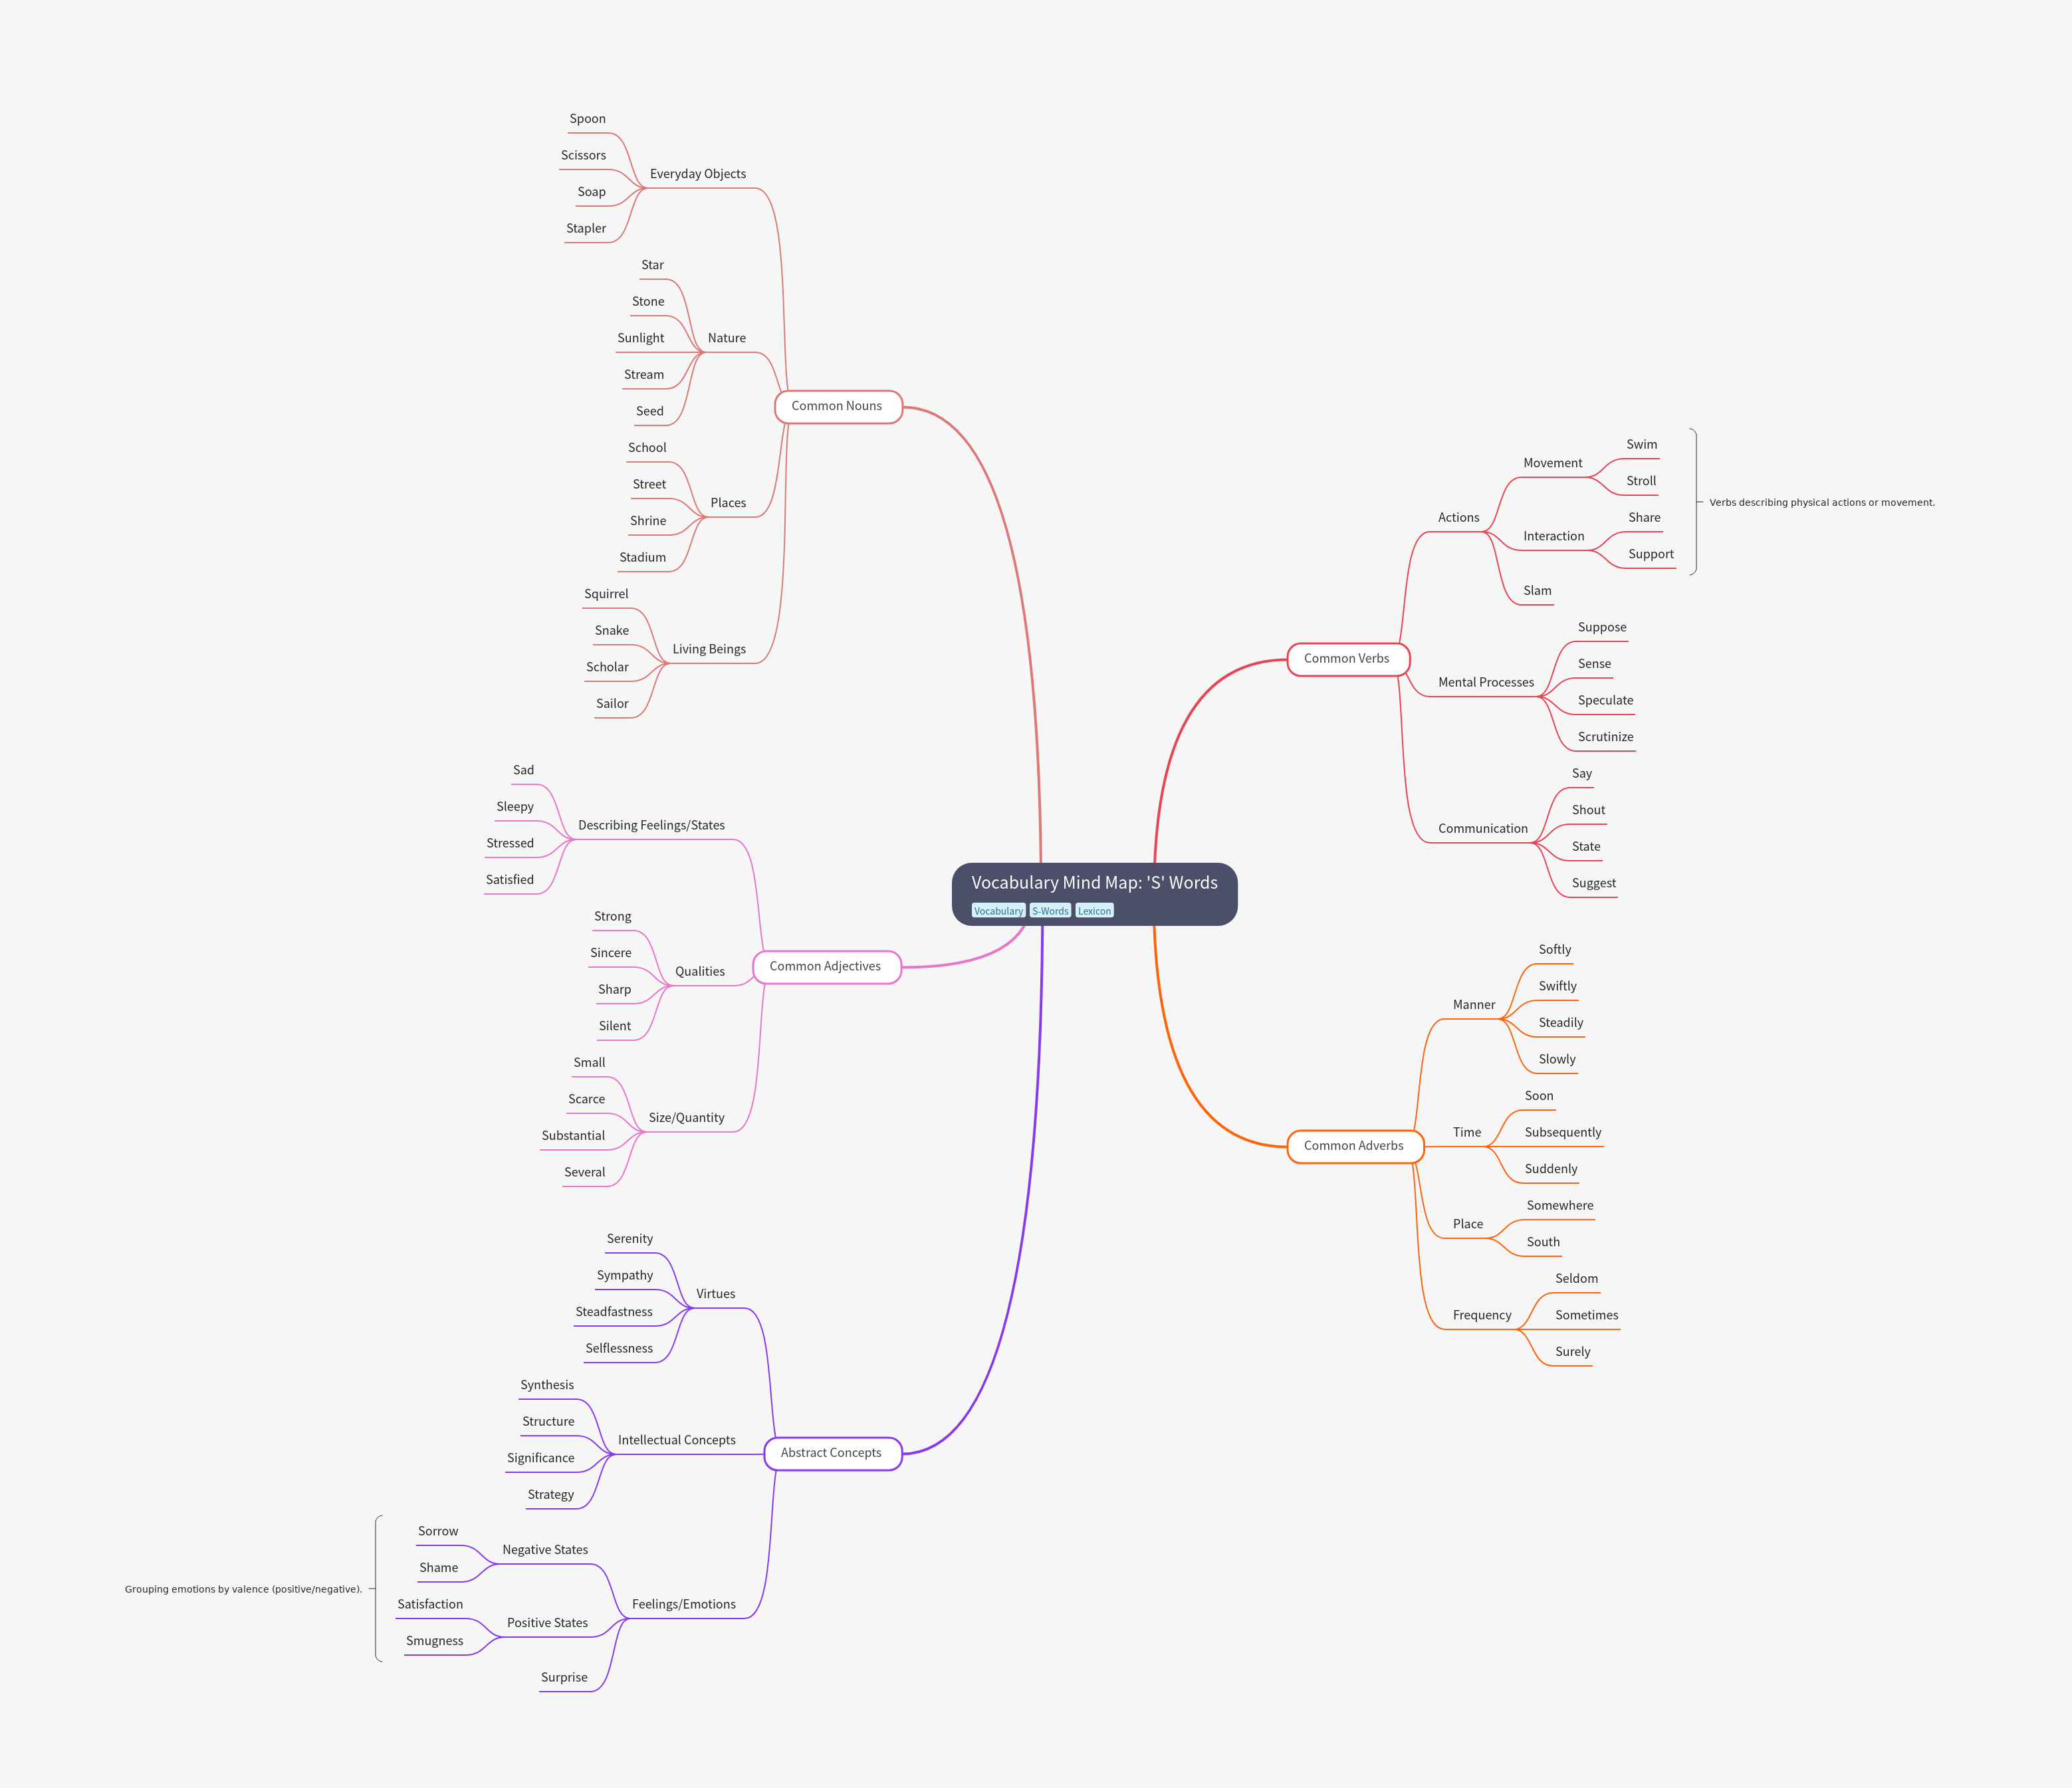 Vocabulary Mind Map: 'S' Words
Vocabulary
S-Words
Lexicon
Common Nouns
Everyday Objects
Spoon
Scissors
Soap
Stapler
Nature
Star
Stone
Sunlight
Stream
Seed
Places
School
Street
Shrine
Stadium
Living Beings
Squirrel
Snake
Scholar
Sailor
Common Adjectives
Describing Feelings/States
Sad
Sleepy
Stressed
Satisfied
Qualities
Strong
Sincere
Sharp
Silent
Size/Quantity
Small
Scarce
Substantial
Several
Abstract Concepts
Virtues
Serenity
Sympathy
Steadfastness
Selflessness
Intellectual Concepts
Synthesis
Structure
Significance
Strategy
Feelings/Emotions
Negative States
Sorrow
Shame
Positive States
Satisfaction
Smugness
Surprise
Grouping emotions by valence (positive/negative).
Common Verbs
Actions
Movement
Swim
Stroll
Interaction
Share
Support
Slam
Verbs describing physical actions or movement.
Mental Processes
Suppose
Sense
Speculate
Scrutinize
Communication
Say
Shout
State
Suggest
Common Adverbs
Manner
Softly
Swiftly
Steadily
Slowly
Time
Soon
Subsequently
Suddenly
Place
Somewhere
South
Frequency
Seldom
Sometimes
Surely